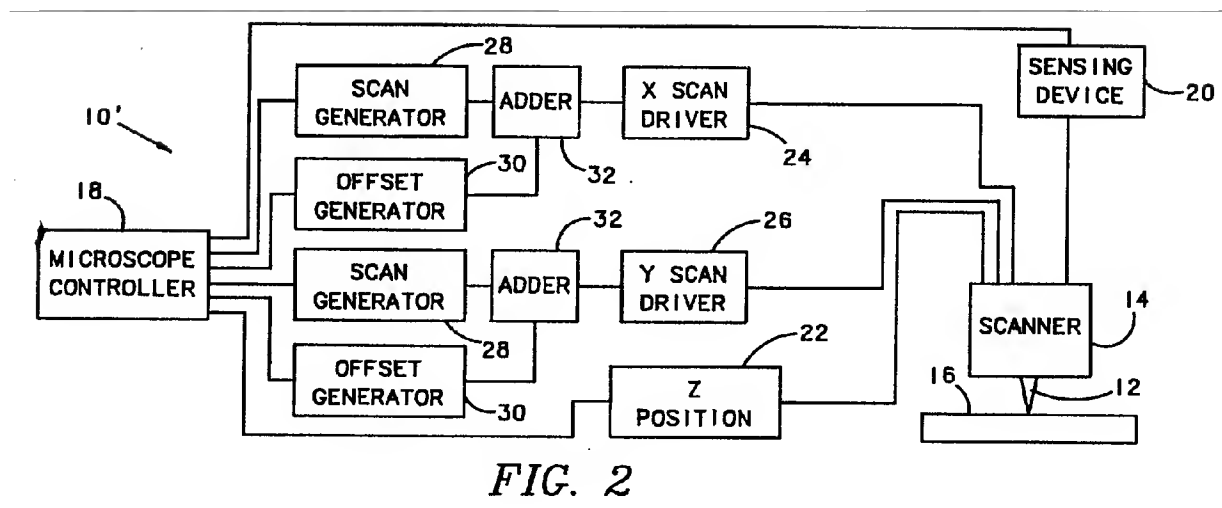 28
SCAN
GENERATOR
ADDER
X SCAN
DRIVER
SENSING
DEVICE
20
10'
30
32
24
OFFSET
GENERATOR
18
MICROSCOPE
CONTROLLER
32
26
SCAN
GENERATOR
ADDER
Y SCAN
DRIVER
28
SCANNER
14
22
OFFSET
GENERATOR
30
Z
POSITION
16
12
FIG. 2